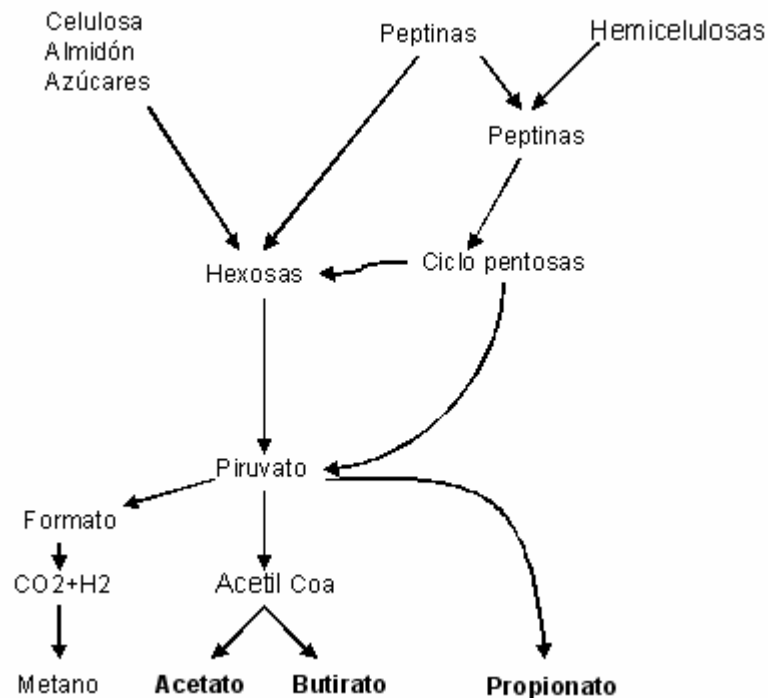 Celulosa
Almidón
Azúcares
Peptinas
Hemicelulosas
Peptinas
Hexosas
Ciclo pentosas
Piruvato
Formato
CO2+H2
Acetil Coa
Metano
Acetato
Butirato
Propionato